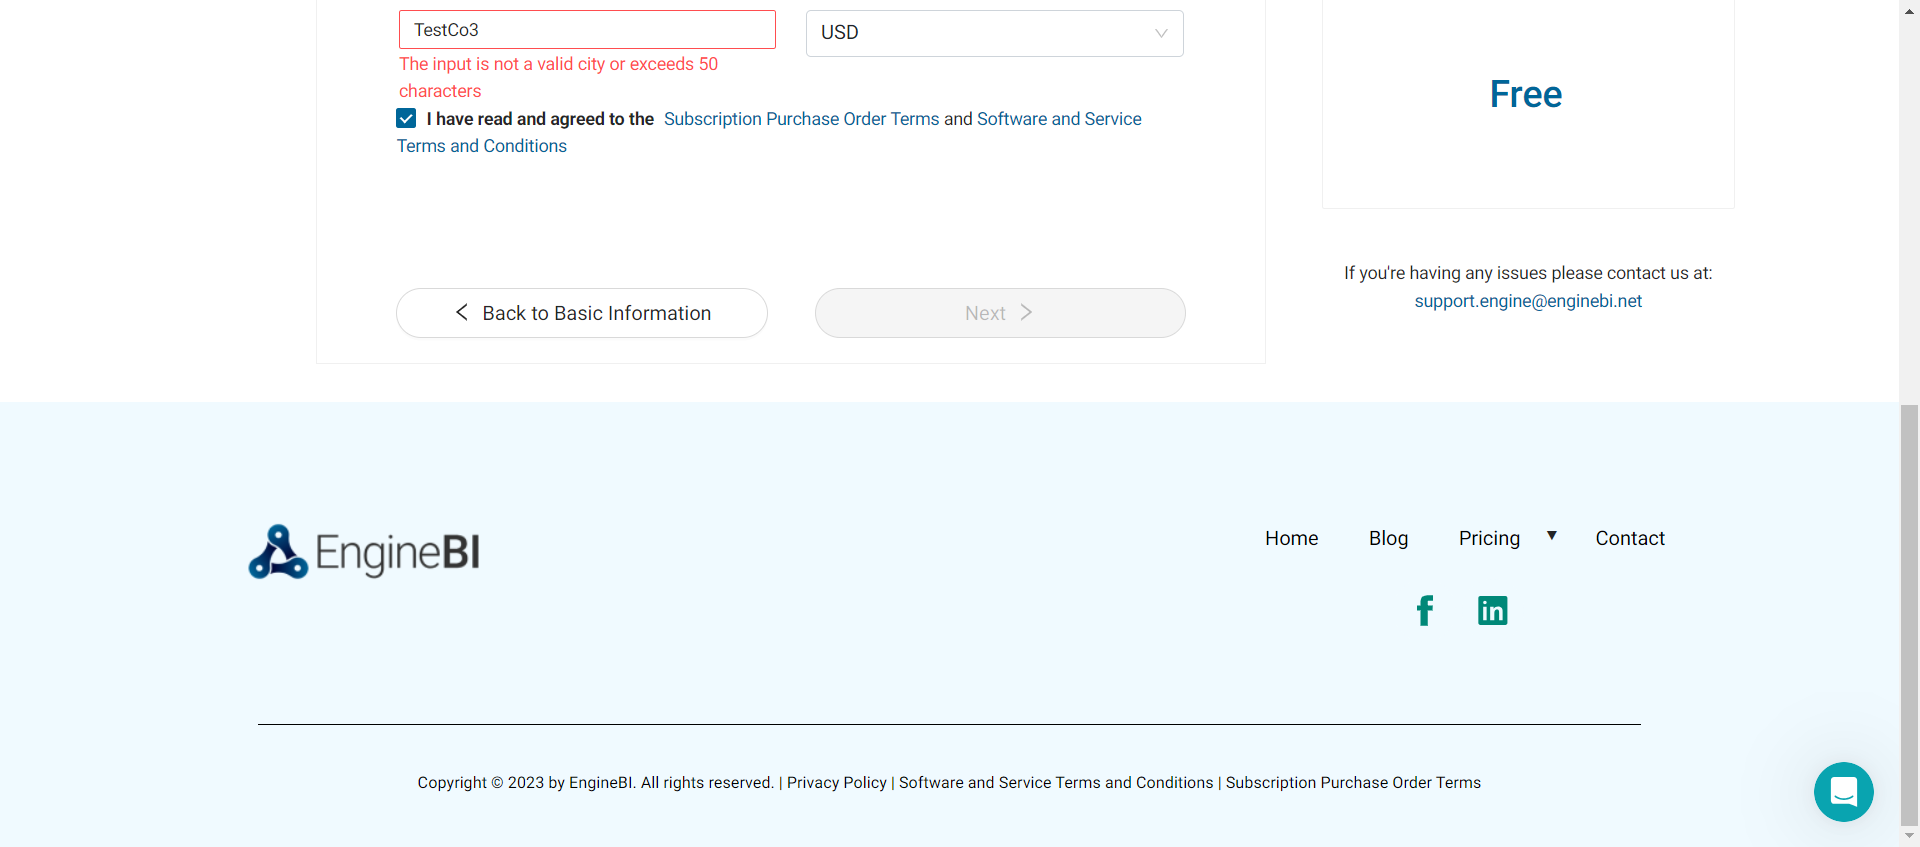 TestCo3
USD
The input is not a valid city or exceeds 50
characters
I have read and agreed to the Subscription Purchase Order Terms and Software and Service
Terms and Conditions
Back to Basic Information
Next
Free
If you're having any issues please contact us at:
support.engine@enginebi.net
EngineBI
Home Blog Pricing Contact
f in
Copyright © 2023 by EngineBI. All rights reserved. | Privacy Policy | Software and Service Terms and Conditions | Subscription Purchase Order Terms